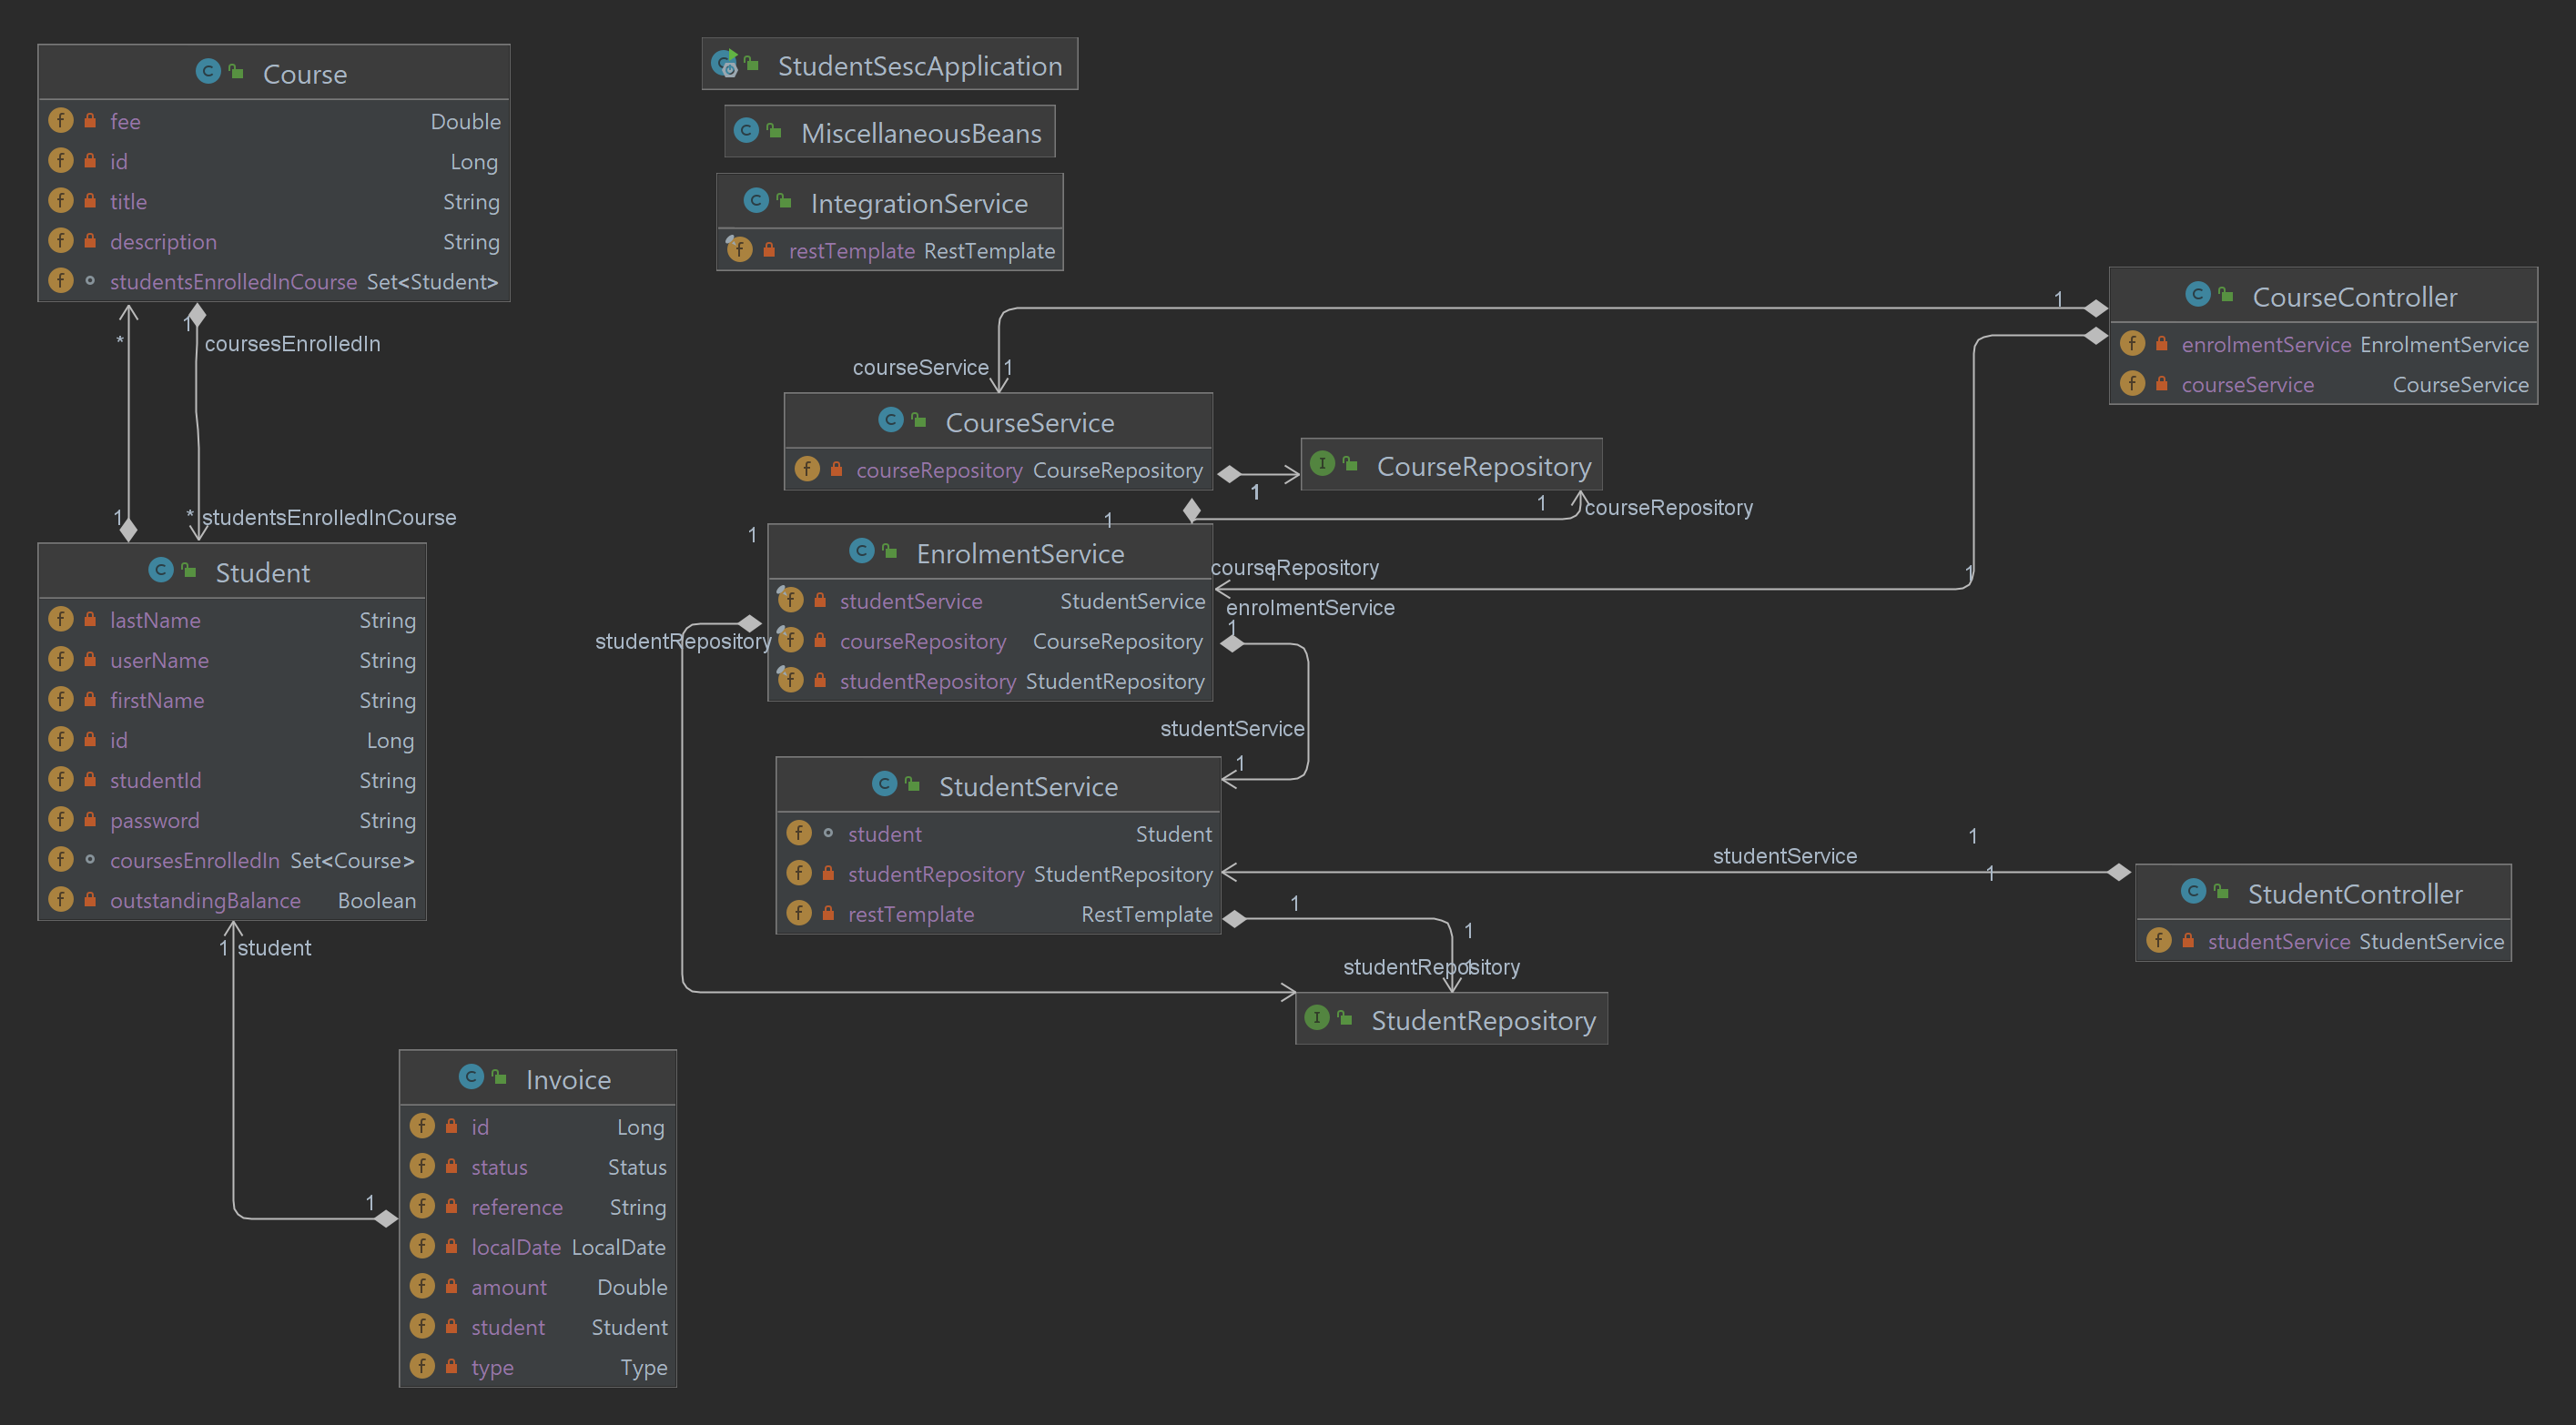 Course
fee Double
id Long
title String
description String
studentsEnrolledInCourse Set<Student>
* 1
coursesEnrolledIn
1 * studentsEnrolledInCourse
Student
lastName String
userName String
firstName String
id Long
studentId String
password String
coursesEnrolledIn Set<Course>
outstandingBalance Boolean
1 student
1
Invoice
id Long
status Status
reference String
localDate LocalDate
amount Double
student Student
type Type
StudentSescApplication
MiscellaneousBeans
IntegrationService
restTemplate RestTemplate
1
courseService 1
CourseService
courseRepository CourseRepository
1
CourseRepository
1
1
courseRepository
1
EnrolmentService
studentService StudentService
courseRepository CourseRepository
studentRepository StudentRepository
courseRepository
1
1
enrolmentService
1
studentRepository
studentService
1
StudentService
student Student
studentRepository StudentRepository
restTemplate RestTemplate
1
1
studentRepository
1
StudentRepository
CourseController
enrolmentService EnrolmentService
courseService CourseService
1
studentService
1
StudentController
studentService StudentService